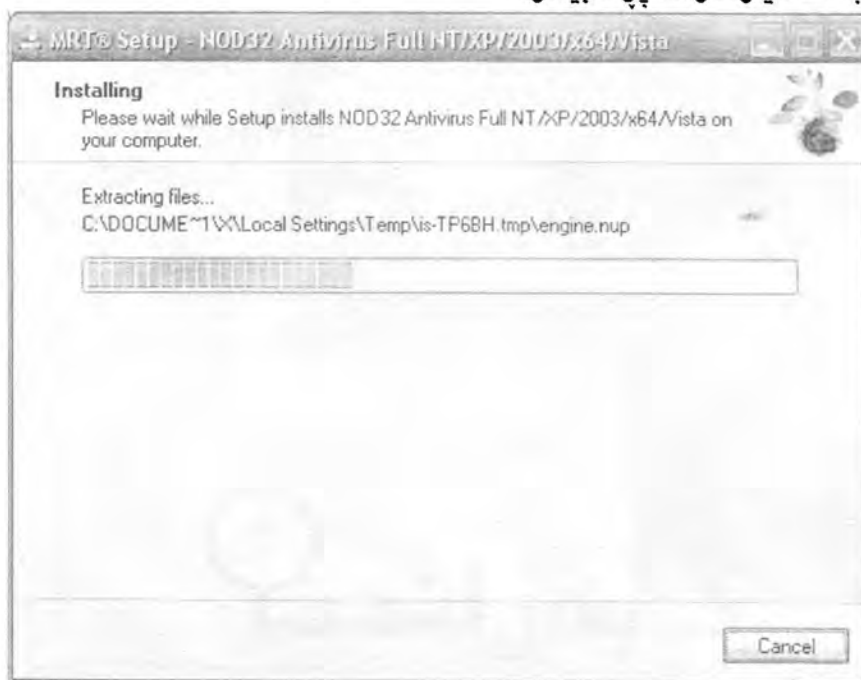 MRT® Setup - NOD32 Antivirus Full NT/XP/2003/x64/Vista
Installing
Please wait while Setup installs NOD32 Antivirus Full NT/XP/2003/x64/Vista on
your computer.
Extracting files...
C:\DOCUME~1\X\Local Settings\Temp\is-TP6BH.tmp\engine.nup
Cancel